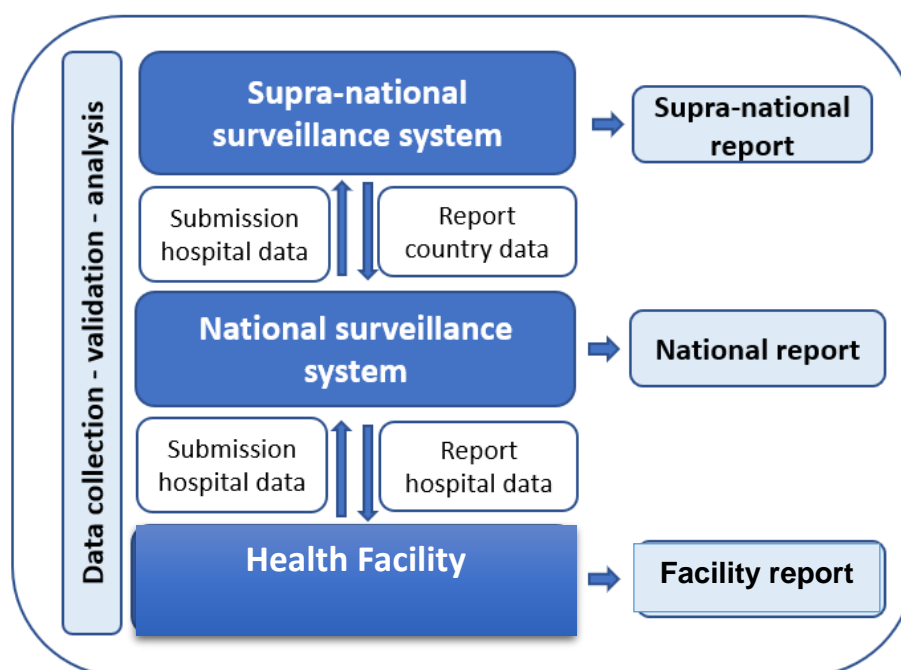 Data collection - validation - analysis
Supra-national
surveillance system
Supra-national
report
Submission
hospital data
Report
country data
National surveillance
system
National report
Submission
hospital data
Report
hospital data
Health Facility
Facility report